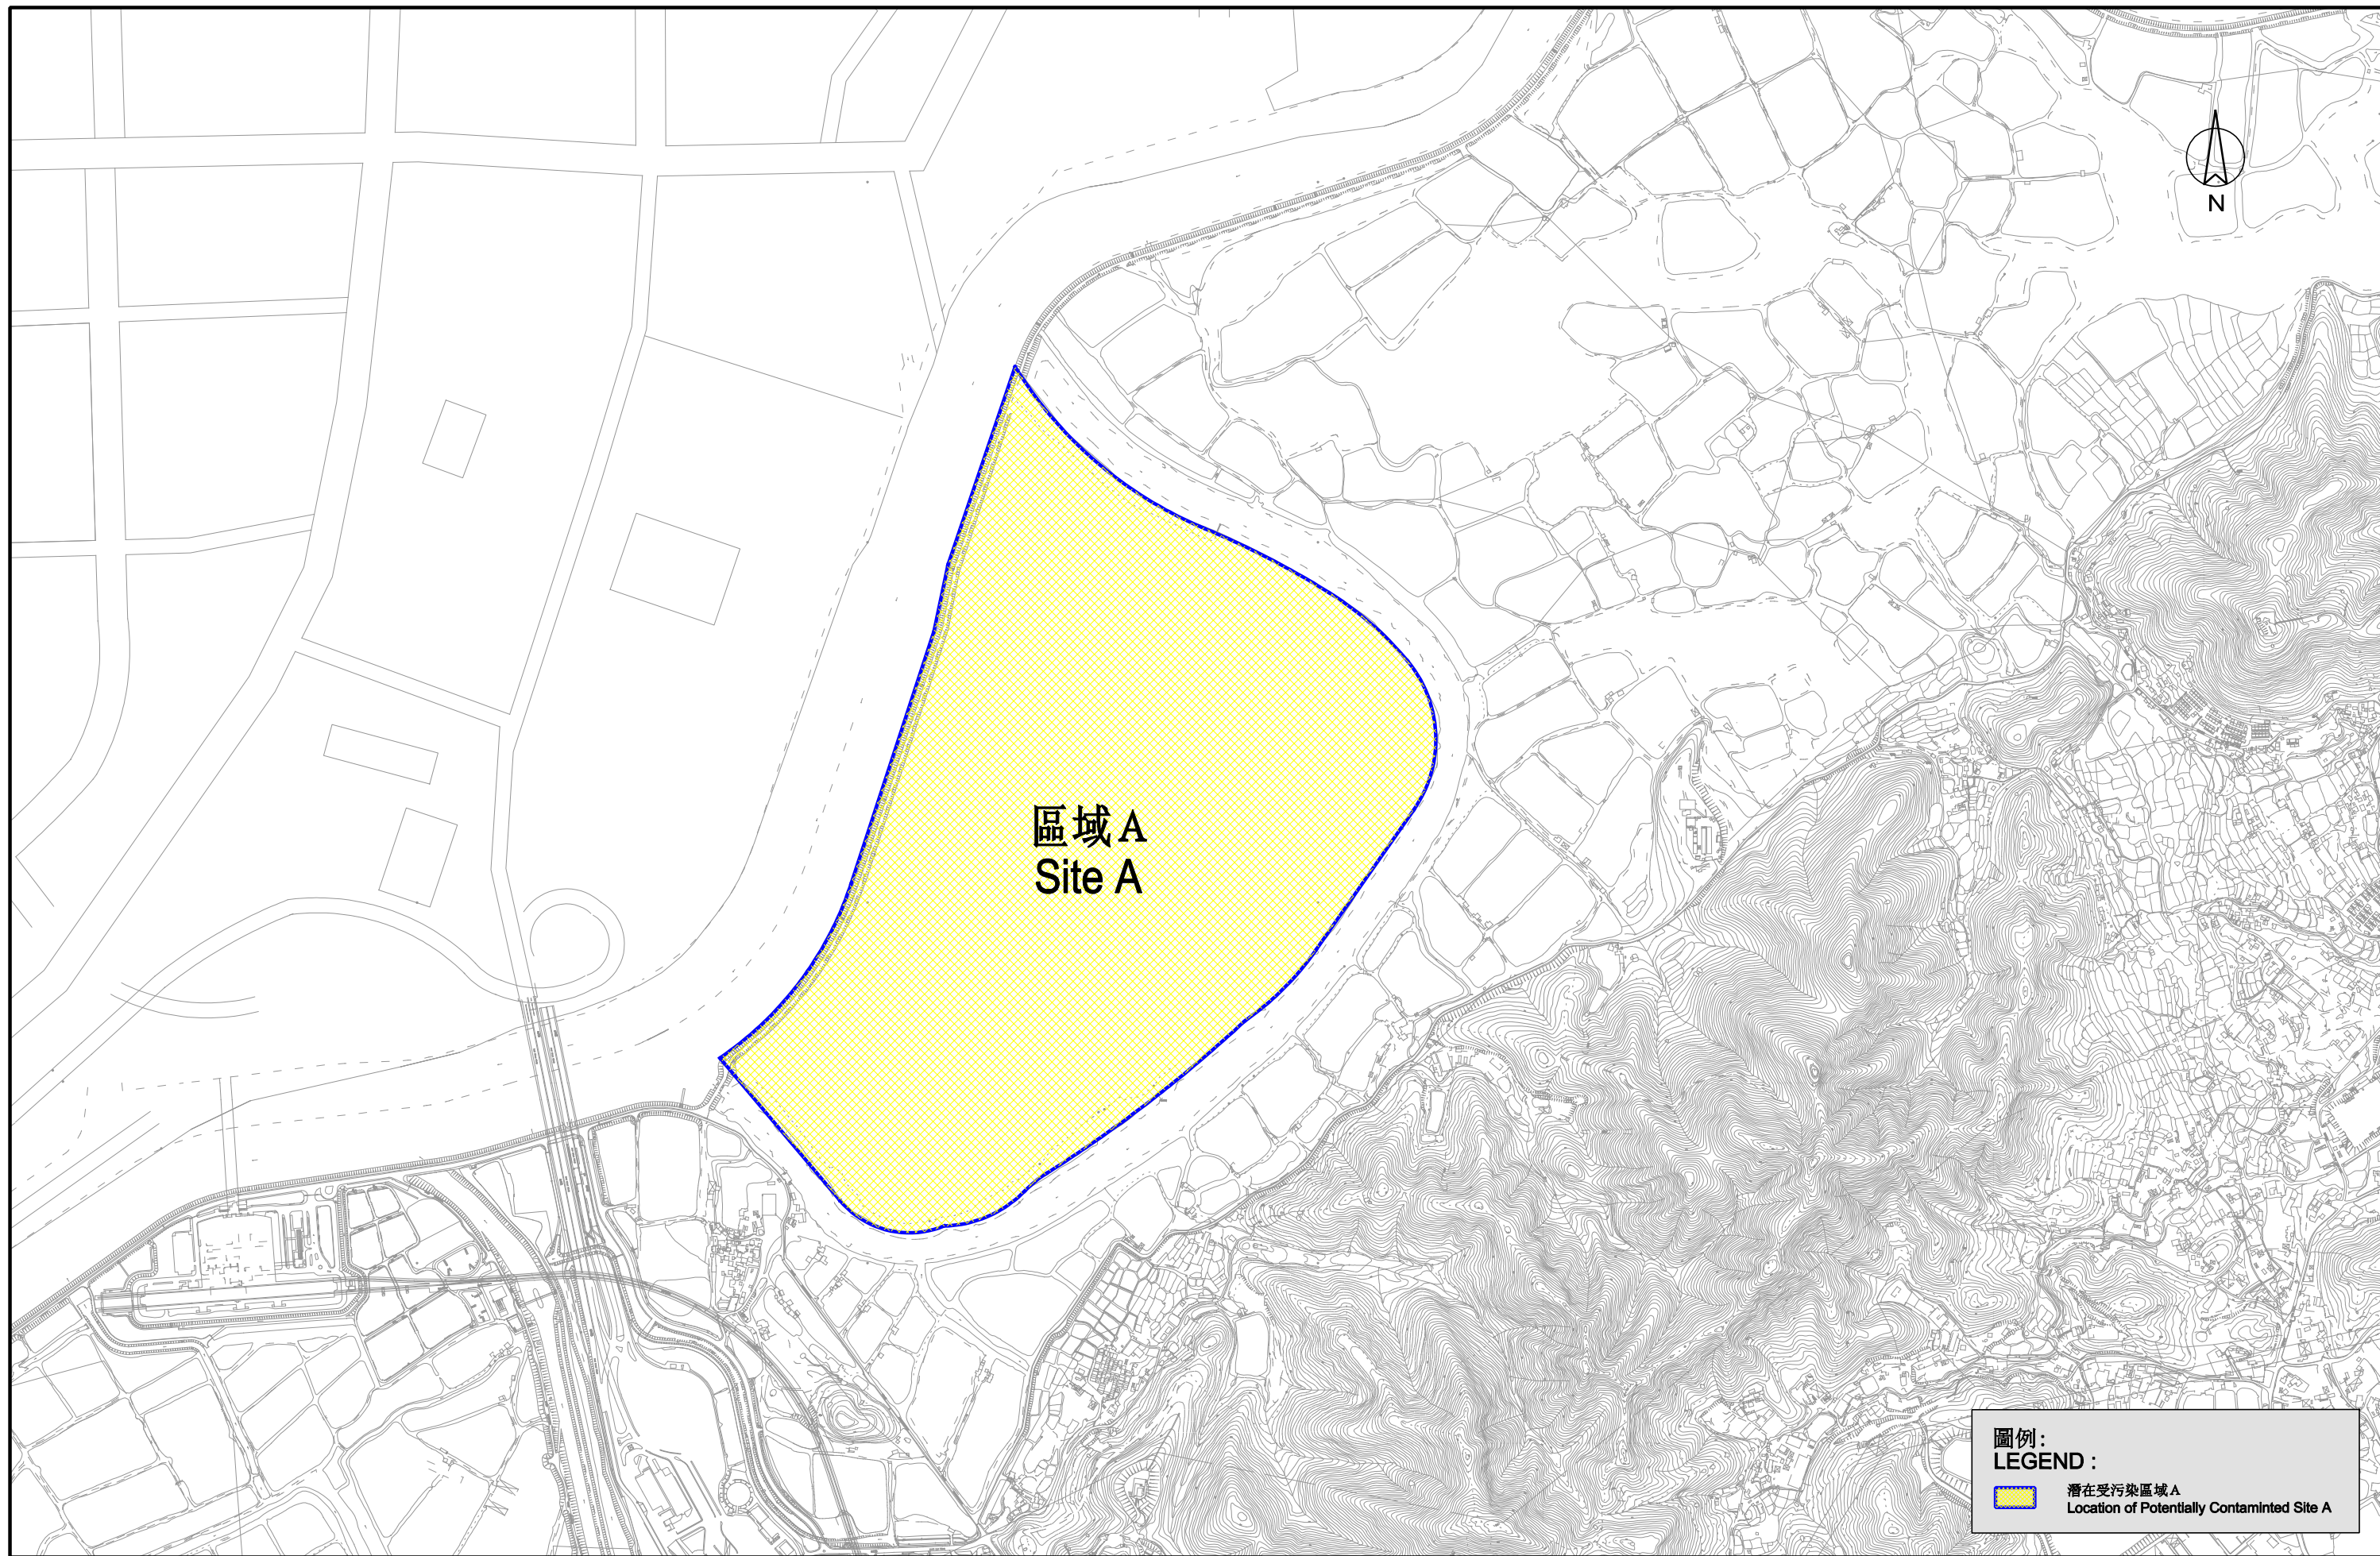 N
區域A
Site A
圖例:
LEGEND :
潛在受污染區域A
Location of Potentially Contaminted Site A